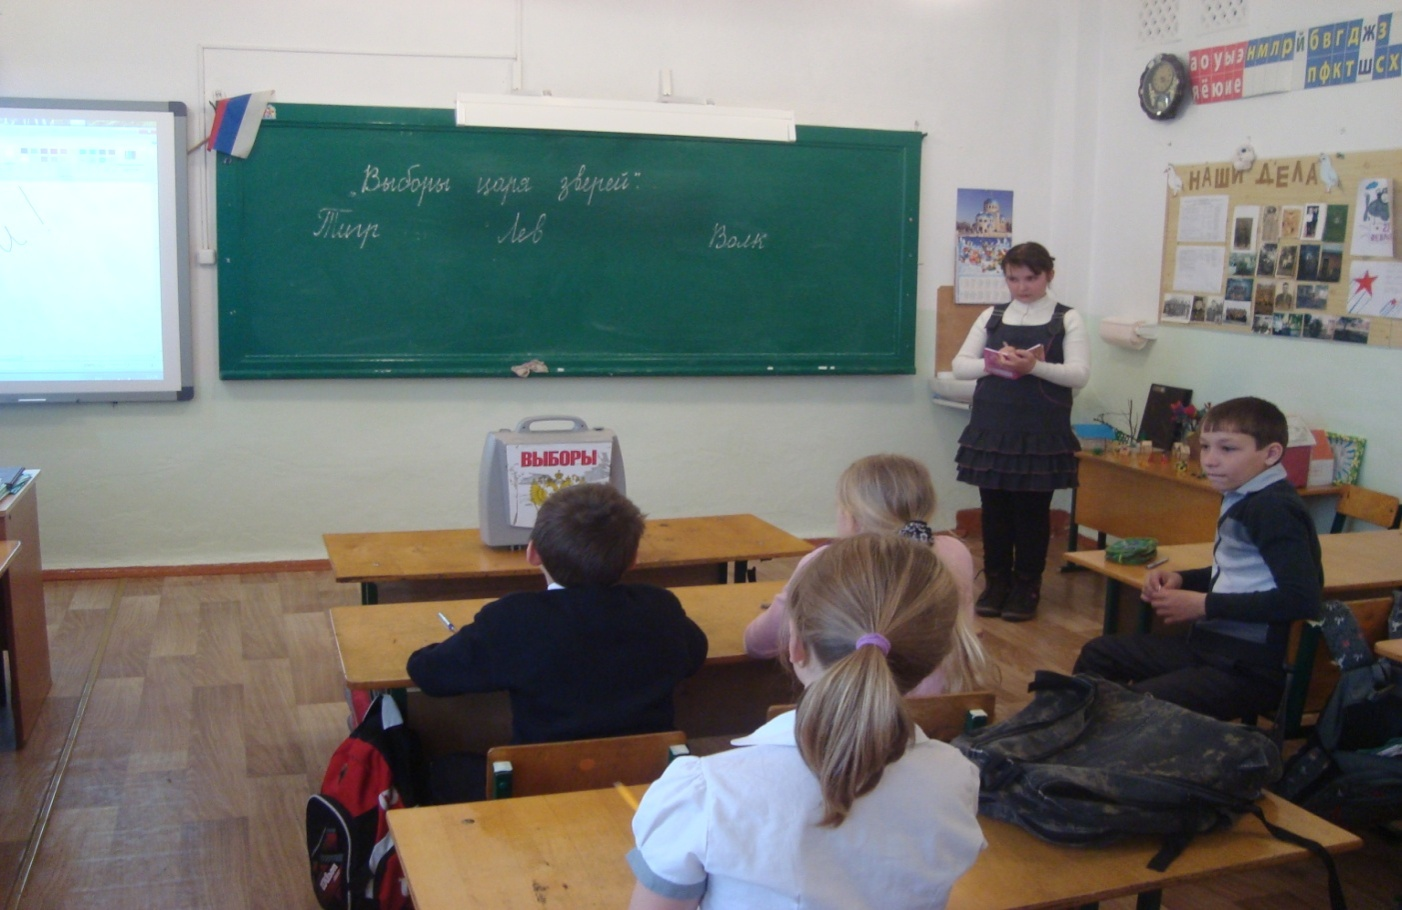 „Выборы царя зверей":
Тигр Лев Волк
ВЫБОРЫ
а о у ы э н м л р й б в г д ж з
я ё ю и е п ф к т ш с х
НАШИ ДЕЛА